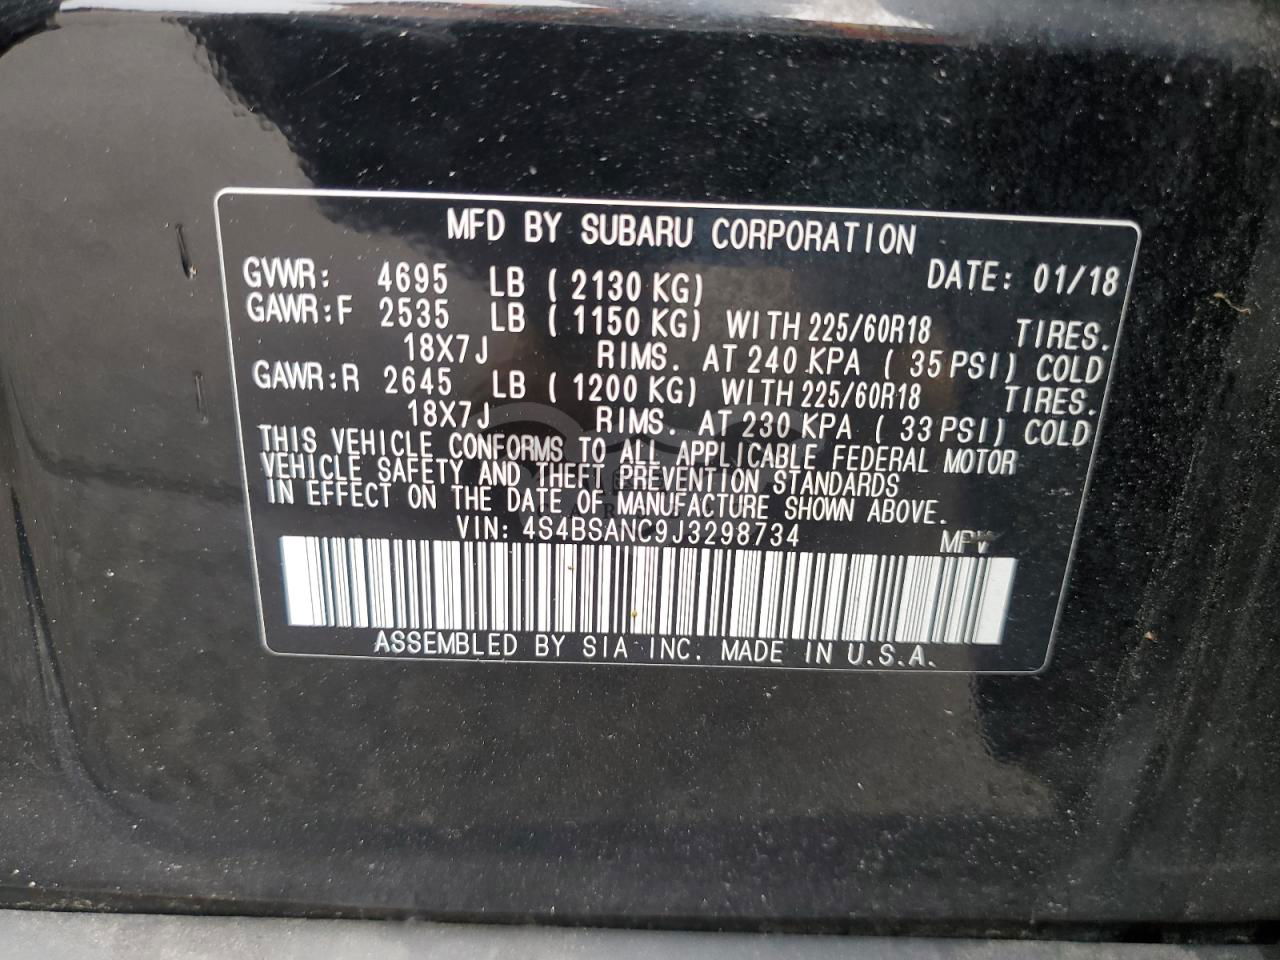 MFD BY SUBARU CORPORATION
GVWR: 4695 LB ( 2130 KG) DATE: 01/18
GAWR:F 2535 LB ( 1150 KG) WITH 225/60R18 TIRES.
18X7J RIMS. AT 240 KPA ( 35 PSI) COLD
GAWR:R 2645 LB ( 1200 KG) WITH 225/60R18 TIRES.
18X7J RIMS. AT 230 KPA ( 33 PSI) COLD
THIS VEHICLE CONFORMS TO ALL APPLICABLE FEDERAL MOTOR
VEHICLE SAFETY AND THEFT PREVENTION STANDARDS
IN EFFECT ON THE DATE OF MANUFACTURE SHOWN ABOVE.
VIN: 4S4BSANC9J3298734 MPV
ASSEMBLED BY SIA INC. MADE IN U.S.A.